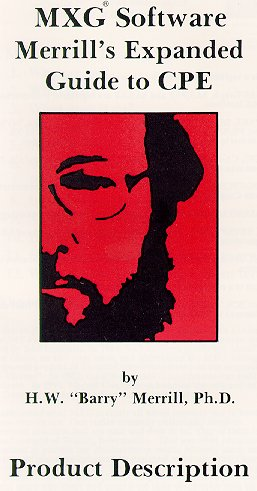 MXG® Software
Merrill's Expanded
Guide to CPE
by
H.W. "Barry" Merrill, Ph.D.
Product Description